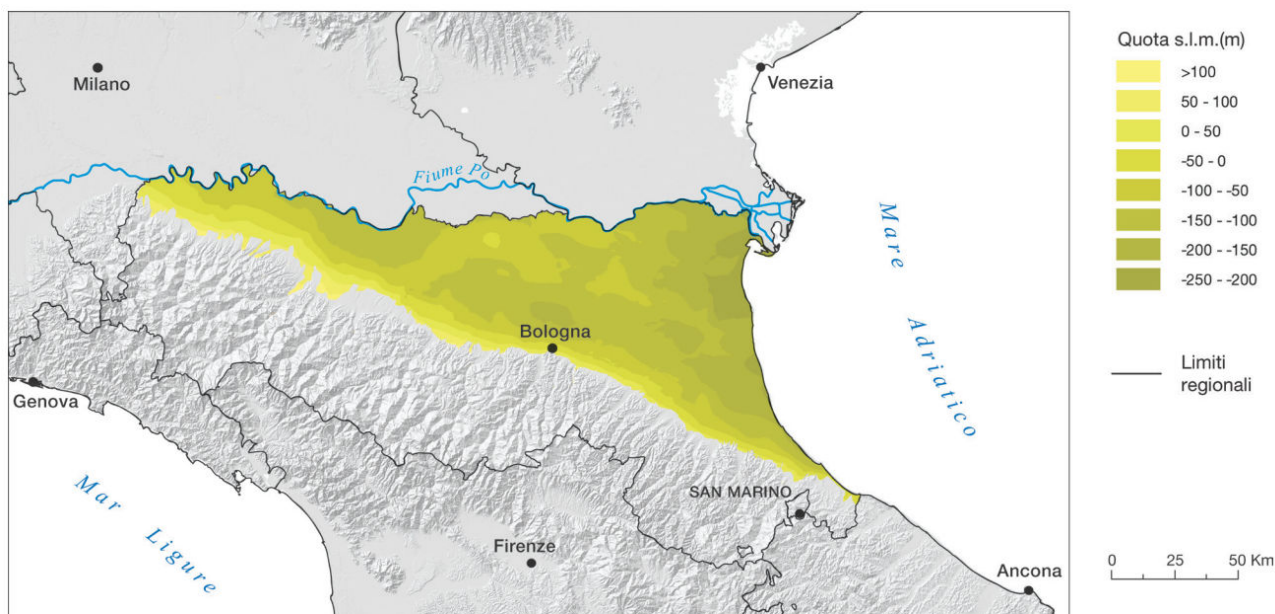 Milano
Venezia
Fiume Po
Mare
Adriatico
Bologna
Genova
SAN MARINO
Mar
Ligure
Firenze
Ancona
Quota s.l.m.(m)
>100
50 - 100
0 - 50
-50 - 0
-100 - -50
-150 - -100
-200 - -150
-250 - -200
Limiti
regionali
0 25 50 Km